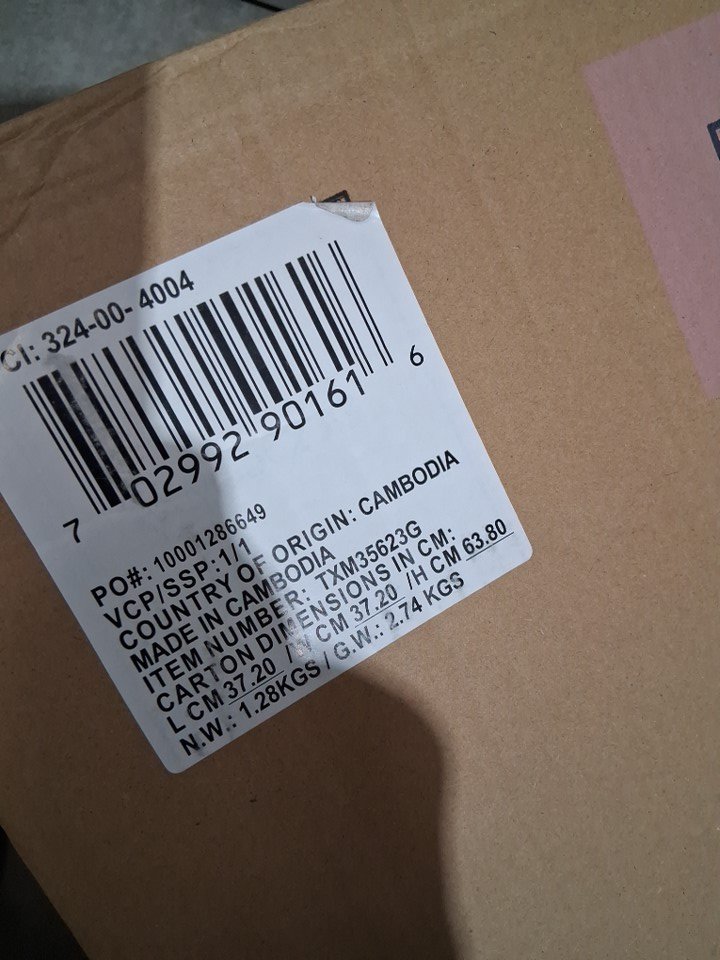 CI: 324-00- 4004
7 02992 90161 6
PO#: 10001286649
VCP/SSP: 1/1
COUNTRY OF ORIGIN: CAMBODIA
MADE IN CAMBODIA
ITEM NUMBER: TXM35623G
CARTON DIMENSIONS IN CM:
L CM 37.20 /W CM 37.20 /H CM 63.80
N.W.: 1.28KGS / G.W.: 2.74 KGS